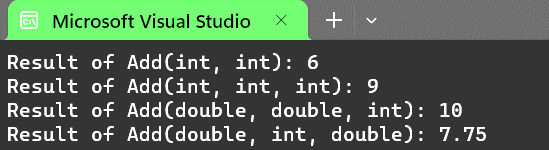 Microsoft Visual Studio
Result of Add(int, int): 6
Result of Add(int, int, int): 9
Result of Add(double, double, int): 10
Result of Add(double, int, double): 7.75